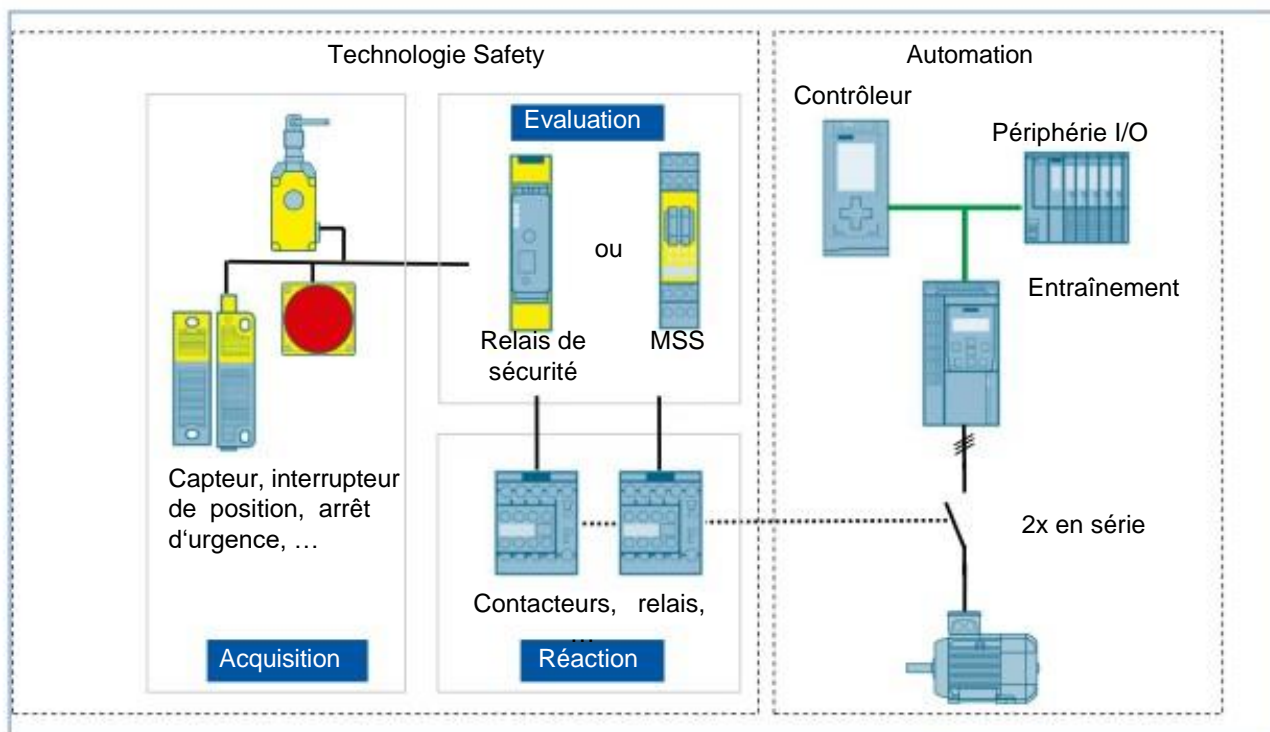 Technologie Safety
Evaluation
ou
Relais de
sécurité
MSS
Capteur, interrupteur
de position, arrêt
d‘urgence, …
Acquisition
Contacteurs, relais,
…
Réaction
Automation
Contrôleur
Périphérie I/O
Entraînement
2x en série